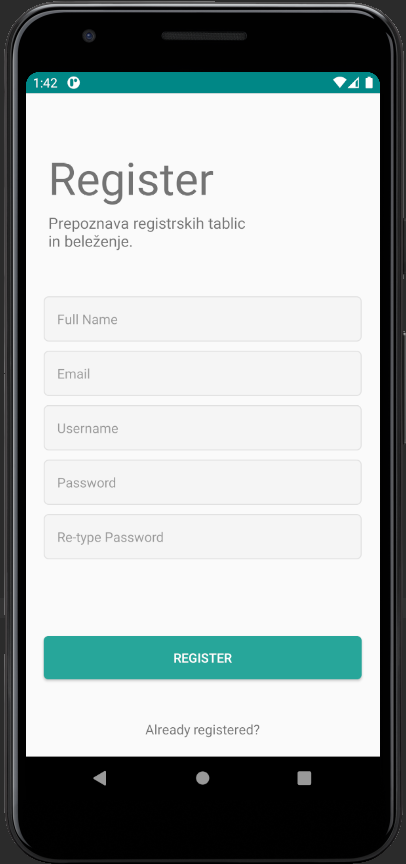 1:42
Register
Prepoznava registrskih tablic
in beleženje.
Full Name
Email
Username
Password
Re-type Password
REGISTER
Already registered?